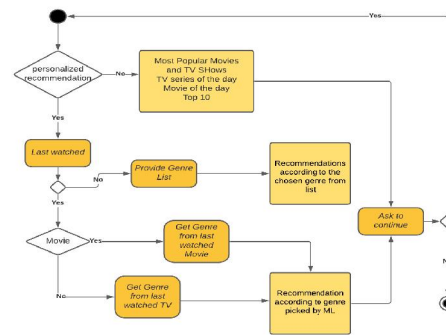 Yes
personalized
recommendation
No
Most Popular Movies
and TV SHows
TV series of the day
Movie of the day
Top 10
Yes
Last watched
No
Provide Genre
List
Recommendations
according to the
chosen genre from
list
Yes
Movie
Yes
Get Genre
from last
watched
Movie
Ask to
continue
No
Get Genre
from last
watched TV
Recommendation
according to genre
picked by ML
N